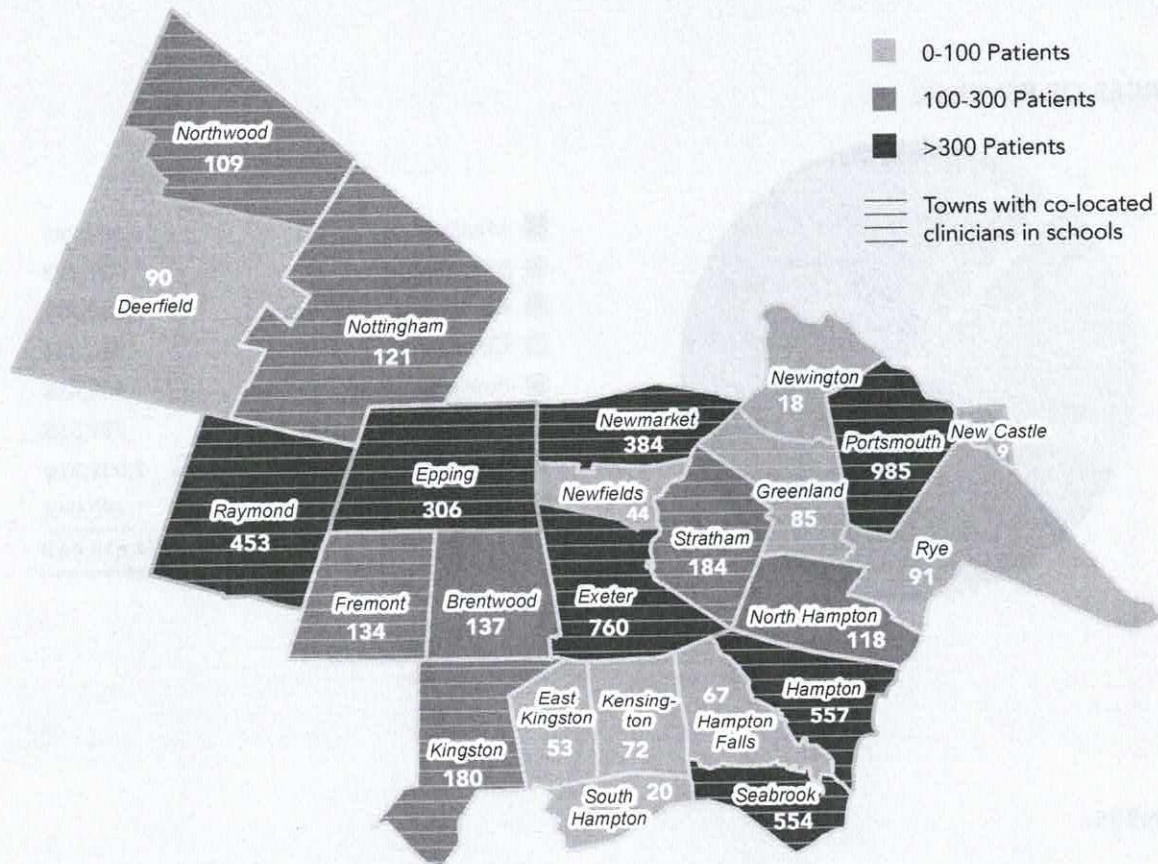 0-100 Patients
100-300 Patients
>300 Patients
Towns with co-located
clinicians in schools
Northwood
109
90
Deerfield
Nottingham
121
Newington
18
Newmarket
384
Portsmouth
985
New Castle
9
Epping
306
Newfields
44
Greenland
85
Raymond
453
Stratham
184
Rye
91
Fremont
134
Brentwood
137
Exeter
760
North Hampton
118
East
Kingston
53
Kensing-
ton
72
67
Hampton
Falls
Hampton
557
Kingston
180
South
Hampton
20
Seabrook
554